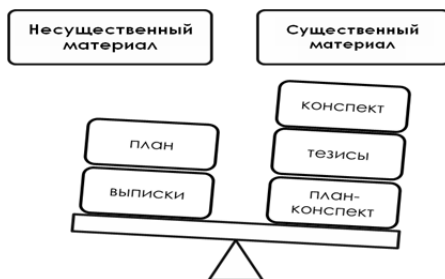 Несущественный
материал
Существенный
материал
план
выписки
конспект
тезисы
план-
конспект